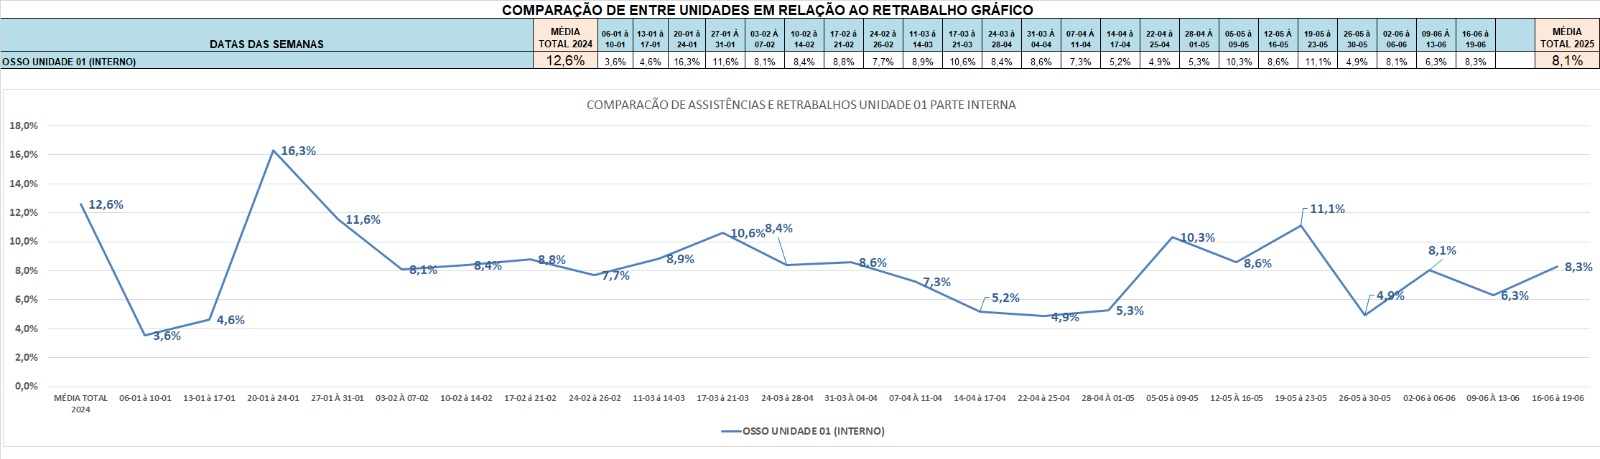 COMPARAÇÃO DE ENTRE UNIDADES EM RELAÇÃO AO RETRABALHO GRÁFICO
DATAS DAS SEMANAS MÉDIA TOTAL 2024 06-01 à 10-01 13-01 à 17-01 20-01 à 24-01 27-01 À 31-01 03-02 À 07-02 10-02 à 14-02 17-02 à 21-02 24-02 à 26-02 11-03 à 14-03 17-03 à 21-03 24-03 à 28-04 31-03 À 04-04 07-04 À 11-04 14-04 à 17-04 22-04 à 25-04 28-04 À 01-05 05-05 à 09-05 12-05 À 16-05 19-05 à 23-05 26-05 à 30-05 02-06 à 06-06 09-06 À 13-06 16-06 à 19-06 MÉDIA TOTAL 2025
OSSO UNIDADE 01 (INTERNO) 12,6% 3,6% 4,6% 16,3% 11,6% 8,1% 8,4% 8,8% 7,7% 8,9% 10,6% 8,4% 8,6% 7,3% 5,2% 4,9% 5,3% 10,3% 8,6% 11,1% 4,9% 8,1% 6,3% 8,3% 8,1%
COMPARACÃO DE ASSISTÊNCIAS E RETRABALHOS UNIDADE 01 PARTE INTERNA
18,0%
16,0%
14,0%
12,0%
10,0%
8,0%
6,0%
4,0%
2,0%
0,0%
12,6% 3,6% 4,6% 16,3% 11,6% 8,1% 8,4% 8,8% 7,7% 8,9% 10,6% 8,4% 8,6% 7,3% 5,2% 4,9% 5,3% 10,3% 8,6% 11,1% 4,9% 8,1% 6,3% 8,3%
MÉDIA TOTAL 2024 06-01 à 10-01 13-01 à 17-01 20-01 à 24-01 27-01 À 31-01 03-02 À 07-02 10-02 à 14-02 17-02 à 21-02 24-02 à 26-02 11-03 à 14-03 17-03 à 21-03 24-03 à 28-04 31-03 À 04-04 07-04 À 11-04 14-04 à 17-04 22-04 à 25-04 28-04 À 01-05 05-05 à 09-05 12-05 À 16-05 19-05 à 23-05 26-05 à 30-05 02-06 à 06-06 09-06 À 13-06 16-06 à 19-06
OSSO UNIDADE 01 (INTERNO)